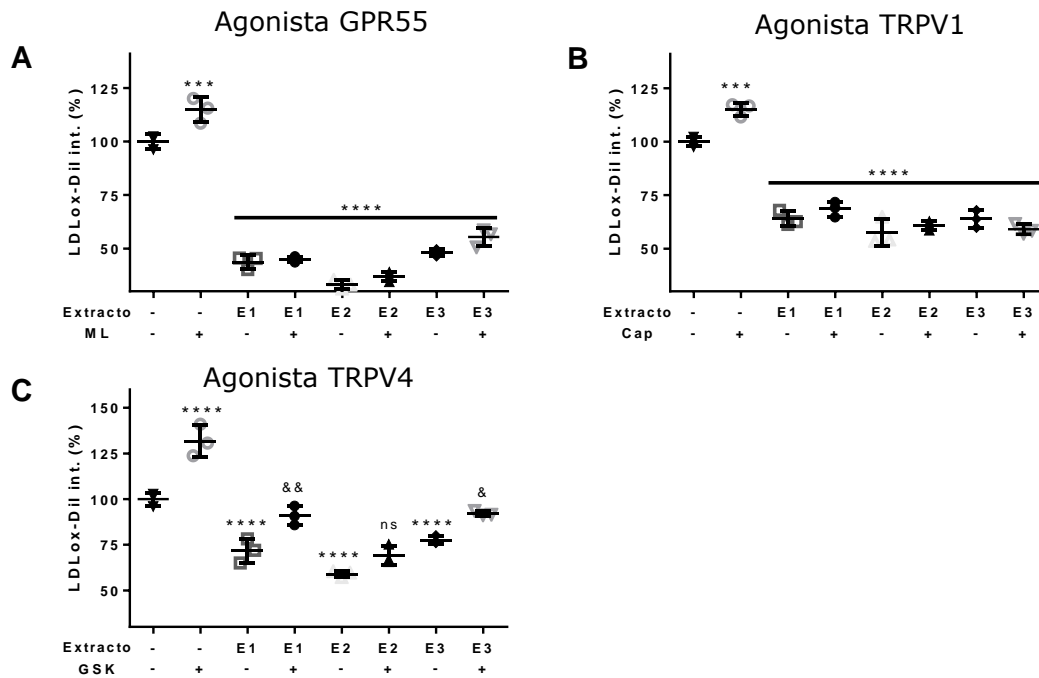 Agonista GPR55
A
LDLox-DiI int. (%)
125
100
75
50
***
****
Extracto - - E1 E1 E2 E2 E3 E3
ML - + - + - + - +
Agonista TRPV1
B
LDLox-DiI int. (%)
125
100
75
50
***
****
Extracto - - E1 E1 E2 E2 E3 E3
Cap - + - + - + - +
Agonista TRPV4
C
LDLox-DiI int. (%)
150
125
100
75
50
****
****
&&
****
ns
****
&
Extracto - - E1 E1 E2 E2 E3 E3
GSK - + - + - + - +